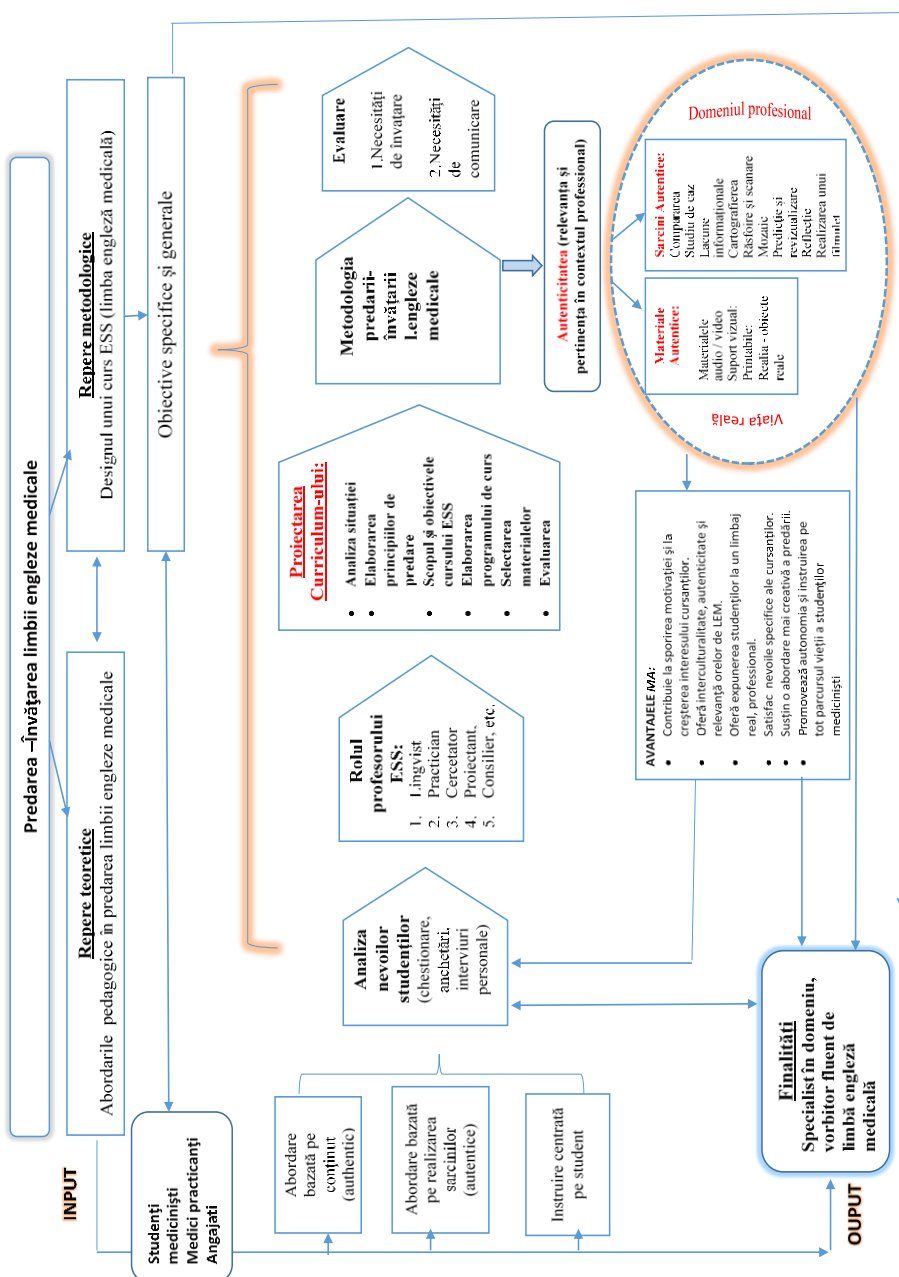 Predarea –Învățarea limbii engleze medicale
INPUT
Repere teoretice
Abordarile pedagogice în predarea limbii engleze medicale
Repere metodologice
Designul unui curs ESS (limba engleză medicală)
Studenți
mediciniști
Medici practicanți
Angajati
Obiective specifice și generale
Abordare
bazată pe
conținut
(authentic)
Abordare bazată
pe realizarea
sarcinilor
(autentice)
Instruire centrată
pe student
Analiza
nevoilor
studenților
(chestionare,
anchetări,
interviuri
personale)
Rolul
profesorului
ESS:
1. Lingvist
2. Practician
3. Cercetator
4. Proiectant,
5. Consilier, etc.
Proiectarea
Curriculum-ului:
• Analiza situației
• Elaborarea
principiilor de
predare
• Scopul și obiectivele
cursului ESS
• Elaborarea
programului de curs
• Selectarea
materialelor
• Evaluarea
Metodologia
predarii-
învățarii
Lengleze
medicale
Evaluare
1.Necesități
de învațare
2.Necesități
de
comunicare
Autenticitatea (relevanța și
pertinența în contextul professional)
Viața reală
Materiale
Autentice:
Materialele
audio / video
Suport vizual:
Printabile:
Realia - obiecte
reale
Sarcini Autentice:
Compararea
Studiu de caz
Lacune
informaționale
Cartografierea
Răsfoire și scanare
Mozaic
Predicție și
revizualizare
Reflecție
Realizarea unui
filmuleț
Domeniul profesional
AVANTAJELE MA:
• Contribuie la sporirea motivației și la
creșterea interesului cursanților.
• Oferă interculturalitate, autenticitate și
relevanță orelor de LEM.
• Oferă expunerea studenților la un limbaj
real, professional.
• Satisfac nevoile specifice ale cursanților.
• Susțin o abordare mai creativă a predării.
• Promovează autonomia și instruirea pe
tot parcursul vieții a studenților
mediciniști
Finalități
Specialist în domeniu,
vorbitor fluent de
limbă engleză
medicală
OUPUT